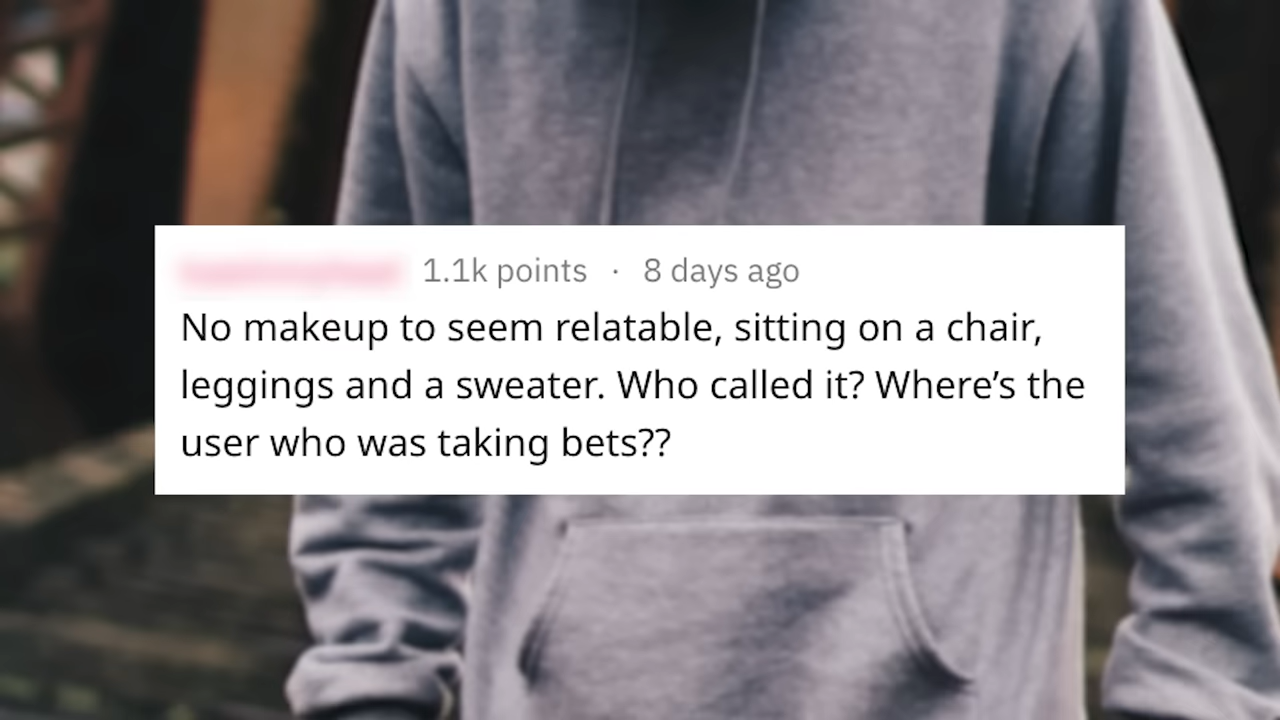 1.1k points · 8 days ago
No makeup to seem relatable, sitting on a chair,
leggings and a sweater. Who called it? Where’s the
user who was taking bets??